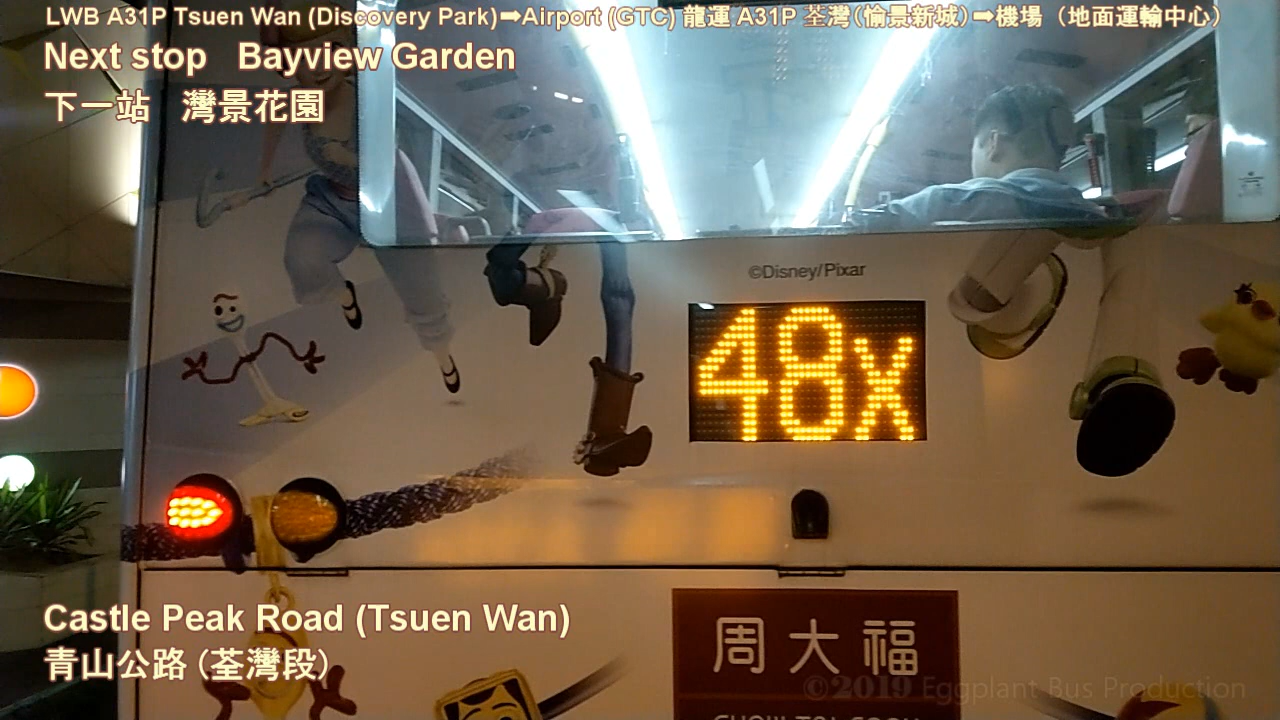 LWB A31P Tsuen Wan (Discovery Park)➡Airport (GTC) 龍運 A31P 荃灣(愉景新城)➡機場（地面運輸中心）
Next stop Bayview Garden
下一站 灣景花園
©Disney/Pixar
48x
Castle Peak Road (Tsuen Wan)
青山公路 (荃灣段)
周大福
©2019 Eggplant Bus Production
CHOW TAI FOOK